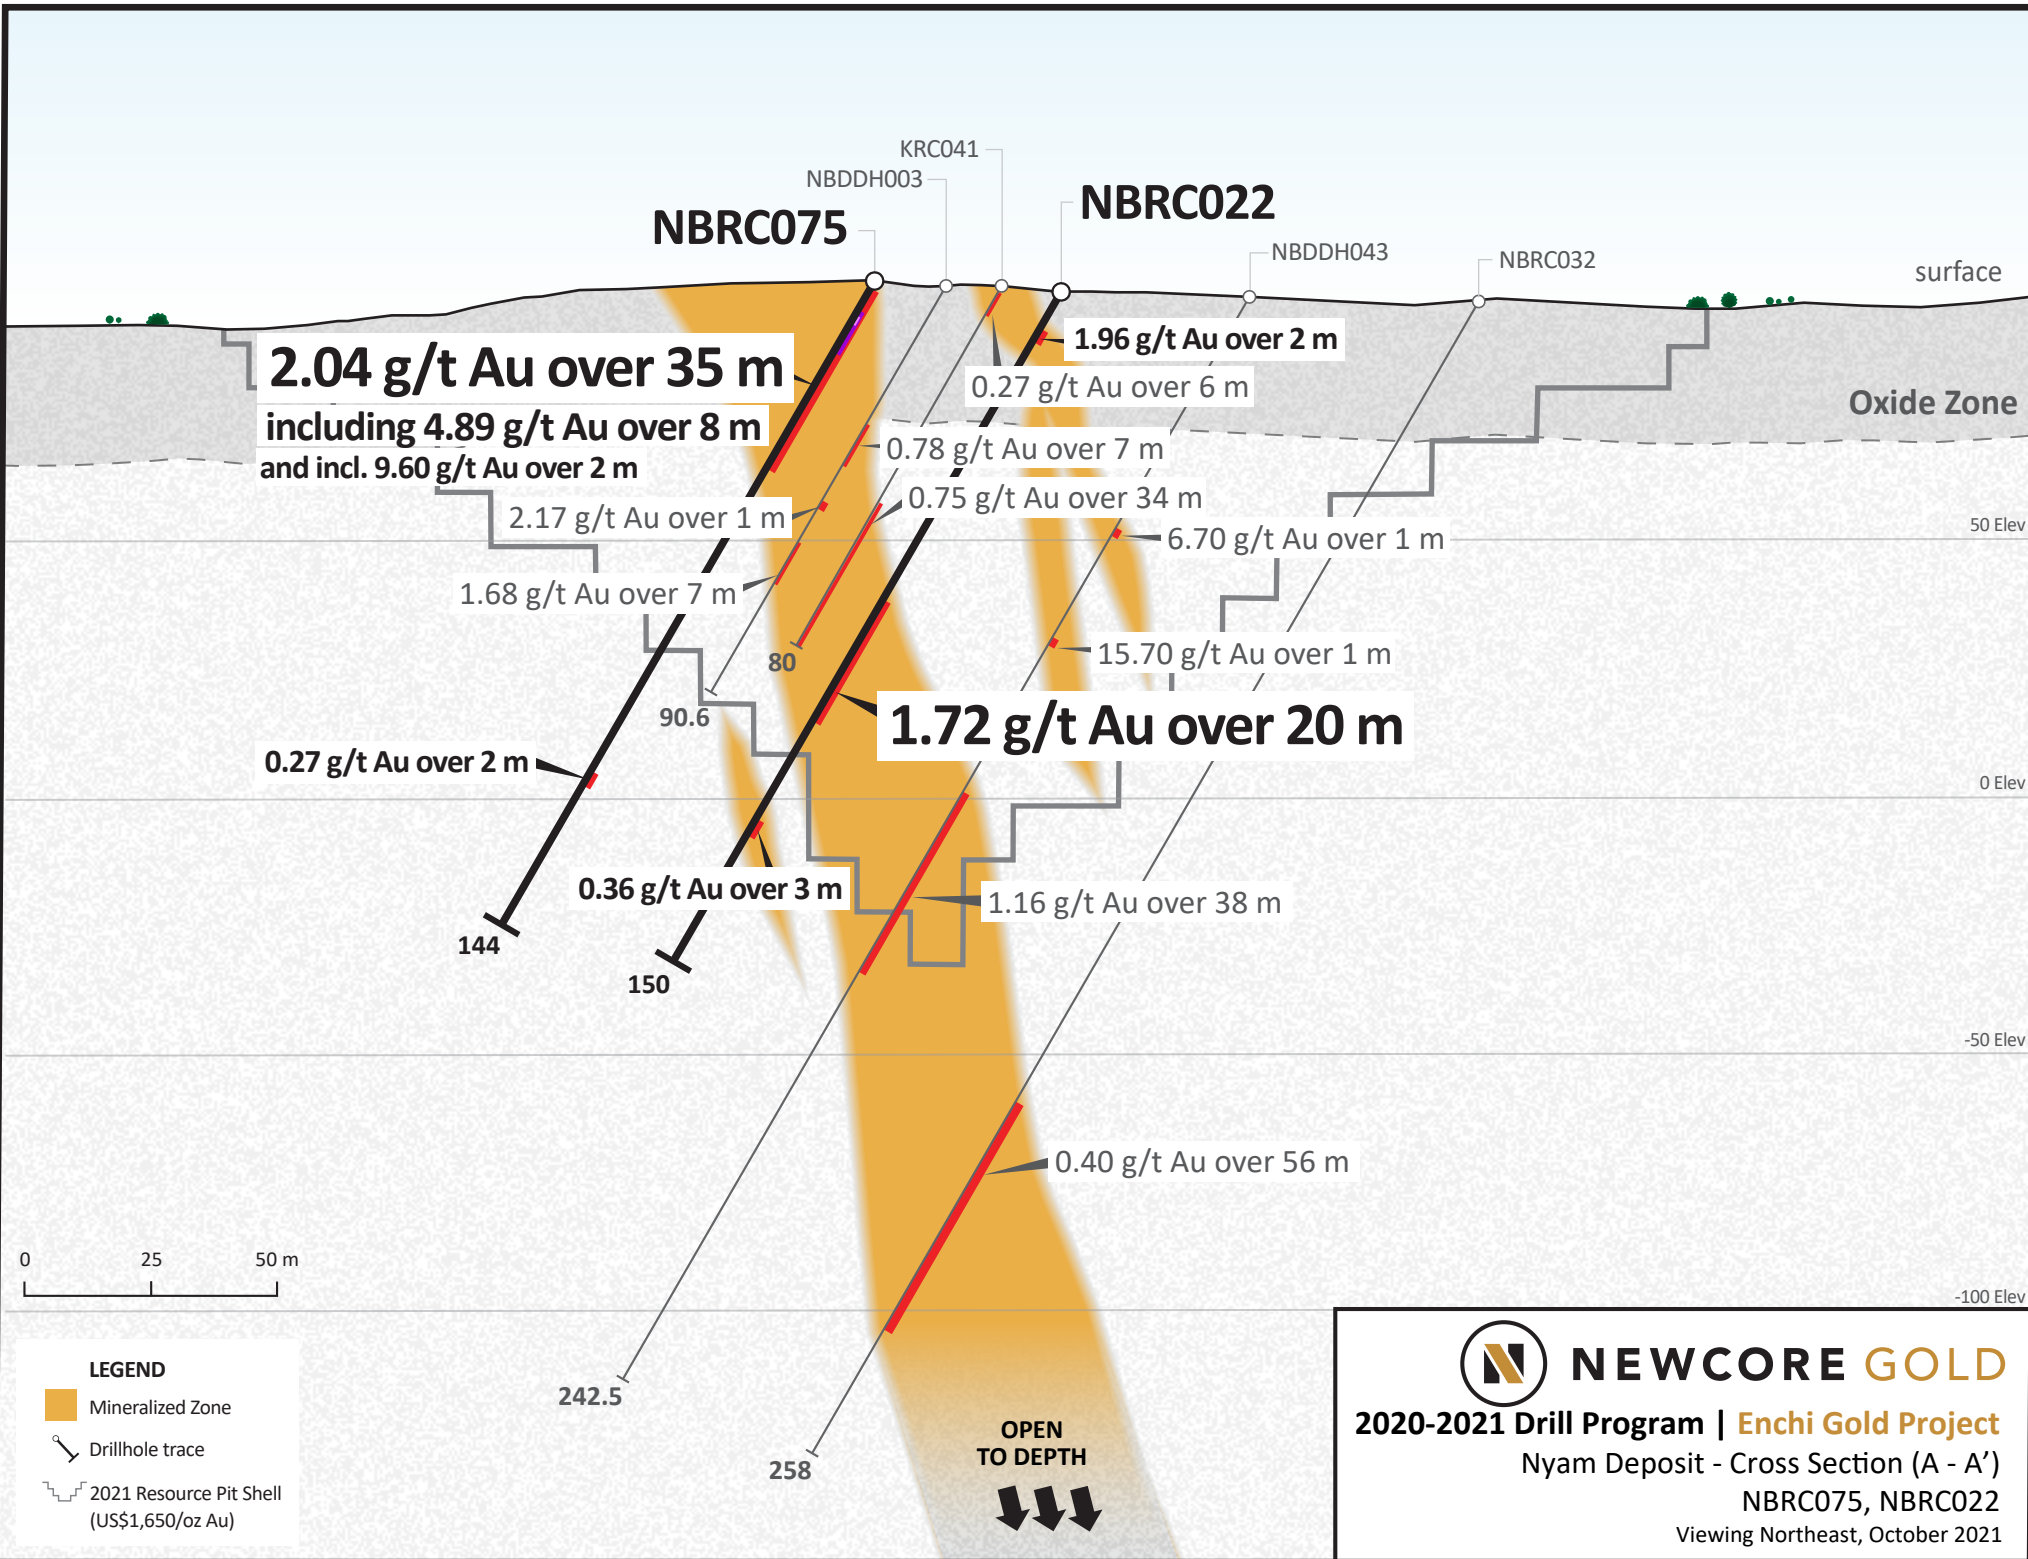 KRC041
NBDDH003
NBRC022
NBRC075
NBDDH043
NBRC032
surface
1.96 g/t Au over 2 m
2.04 g/t Au over 35 m
0.27 g/t Au over 6 m
Oxide Zone
including 4.89 g/t Au over 8 m
0.78 g/t Au over 7 m
and incl. 9.60 g/t Au over 2 m
0.75 g/t Au over 34 m
2.17 g/t Au over 1 m
50 Elev
6.70 g/t Au over 1 m
1.68 g/t Au over 7 m
80
15.70 g/t Au over 1 m
90.6
1.72 g/t Au over 20 m
0.27 g/t Au over 2 m
0 Elev
0.36 g/t Au over 3 m
1.16 g/t Au over 38 m
144
150
-50 Elev
0.40 g/t Au over 56 m
0 25 50 m
-100 Elev
242.5
258
OPEN
TO DEPTH
LEGEND
Mineralized Zone
Drillhole trace
2021 Resource Pit Shell
(US$1,650/oz Au)
N NEWCORE GOLD
2020-2021 Drill Program | Enchi Gold Project
Nyam Deposit - Cross Section (A - A’)
NBRC075, NBRC022
Viewing Northeast, October 2021